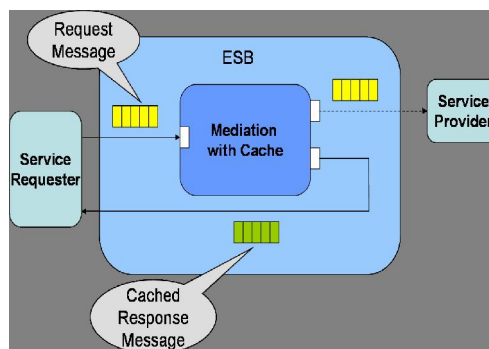 Request
Message
ESB
Service
Provider
Mediation
with Cache
Service
Requester
Cached
Response
Message